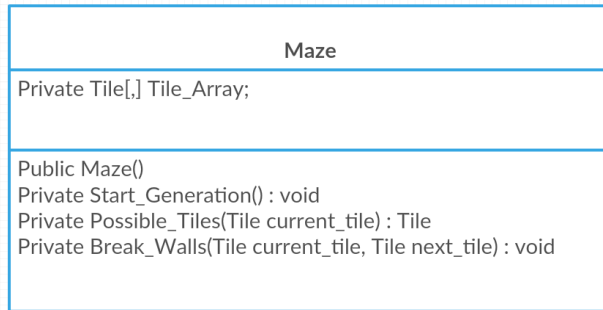 Maze
Private Tile[,] Tile_Array;
Public Maze()
Private Start_Generation() : void
Private Possible_Tiles(Tile current_tile) : Tile
Private Break_Walls(Tile current_tile, Tile next_tile) : void